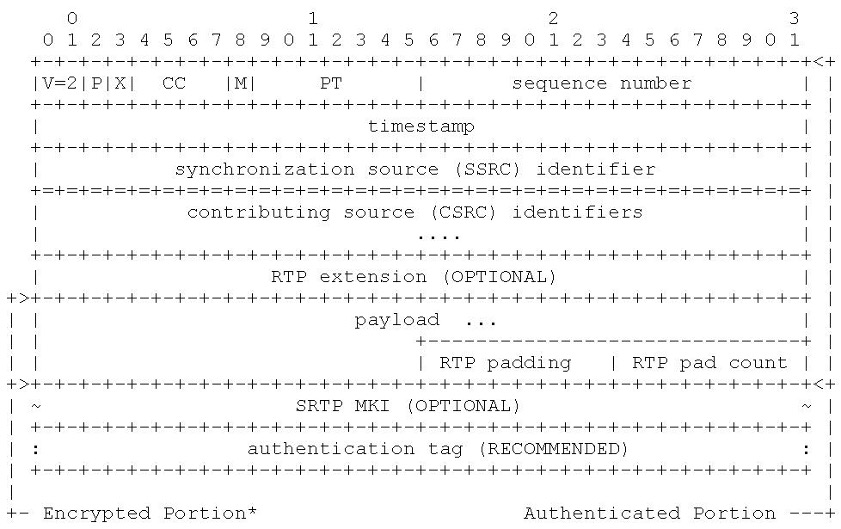 0                   1                   2                   3
   0 1 2 3 4 5 6 7 8 9 0 1 2 3 4 5 6 7 8 9 0 1 2 3 4 5 6 7 8 9 0 1
  +-+-+-+-+-+-+-+-+-+-+-+-+-+-+-+-+-+-+-+-+-+-+-+-+-+-+-+-+-+-+-+-+<+
  |V=2|P|X|  CC   |M|     PT      |       sequence number         | |
  +-+-+-+-+-+-+-+-+-+-+-+-+-+-+-+-+-+-+-+-+-+-+-+-+-+-+-+-+-+-+-+-+ |
  |                           timestamp                           | |
  +-+-+-+-+-+-+-+-+-+-+-+-+-+-+-+-+-+-+-+-+-+-+-+-+-+-+-+-+-+-+-+-+ |
  |           synchronization source (SSRC) identifier            | |
  +=+=+=+=+=+=+=+=+=+=+=+=+=+=+=+=+=+=+=+=+=+=+=+=+=+=+=+=+=+=+=+=+ |
  |            contributing source (CSRC) identifiers             | |
  |                               ....                            | |
  +-+-+-+-+-+-+-+-+-+-+-+-+-+-+-+-+-+-+-+-+-+-+-+-+-+-+-+-+-+-+-+-+ |
  |                   RTP extension (OPTIONAL)                    | |
+>+-+-+-+-+-+-+-+-+-+-+-+-+-+-+-+-+-+-+-+-+-+-+-+-+-+-+-+-+-+-+-+-+ |
| |                          payload  ...                         | |
| |                               +-------------------------------+ |
| |                               | RTP padding   | RTP pad count | |
+>+-+-+-+-+-+-+-+-+-+-+-+-+-+-+-+-+-+-+-+-+-+-+-+-+-+-+-+-+-+-+-+-+<+
| ~                     SRTP MKI (OPTIONAL)                       ~ |
| +-+-+-+-+-+-+-+-+-+-+-+-+-+-+-+-+-+-+-+-+-+-+-+-+-+-+-+-+-+-+-+-+ |
| :                 authentication tag (RECOMMENDED)              : |
| +-+-+-+-+-+-+-+-+-+-+-+-+-+-+-+-+-+-+-+-+-+-+-+-+-+-+-+-+-+-+-+-+ |
|                                                                   |
+- Encrypted Portion*                      Authenticated Portion ---+